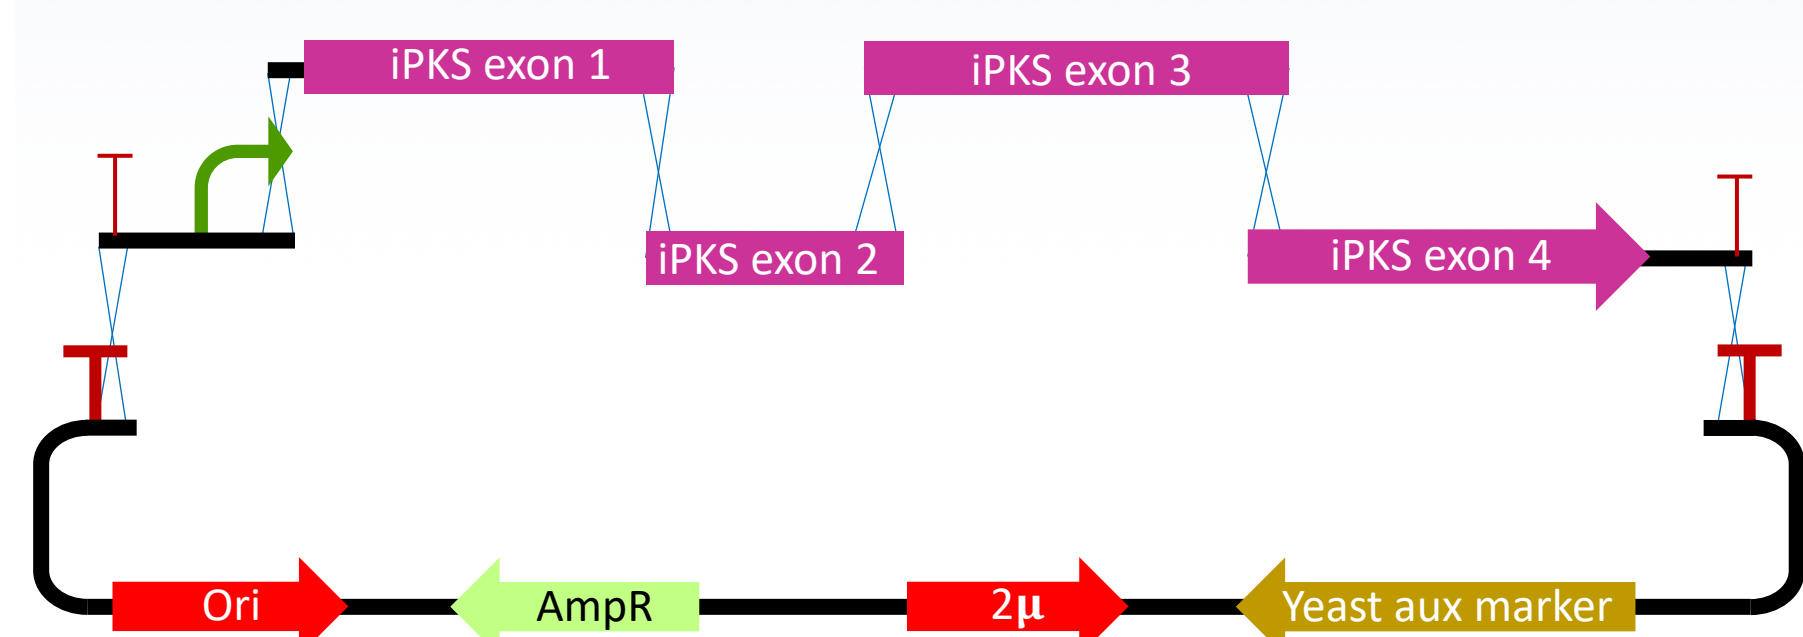 iPKS exon 1
iPKS exon 3
iPKS exon 2
iPKS exon 4
Ori
AmpR
2μ
Yeast aux marker